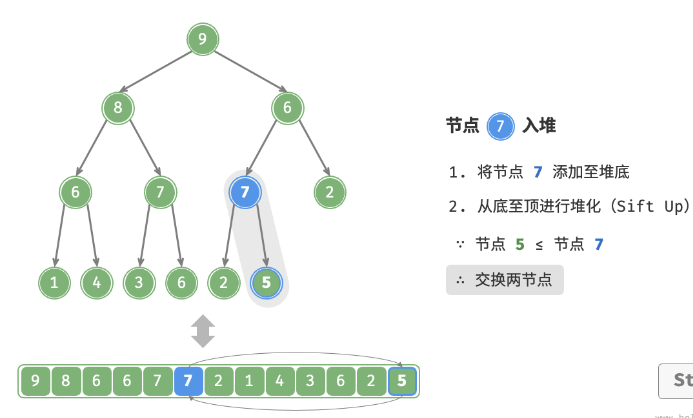 9
8 6
6 7 7 2
1 4 3 6 2 5
9 8 6 6 7 7 2 1 4 3 6 2 5
节点 7 入堆
1. 将节点 7 添加至堆底
2. 从底至顶进行堆化（Sift Up）
∵ 节点 5 ≤ 节点 7
∴ 交换两节点
St